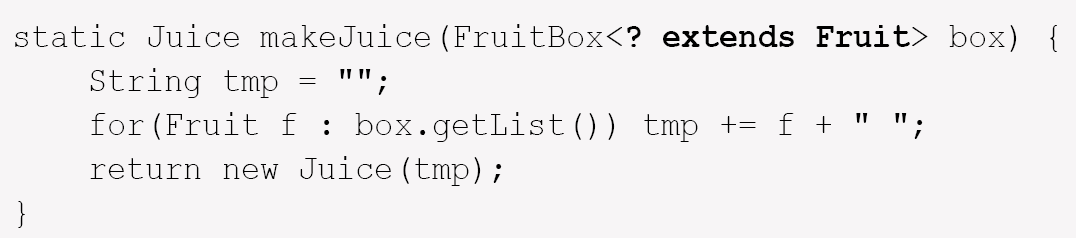 static Juice makeJuice(FruitBox<? extends Fruit> box) {
    String tmp = "";
    for(Fruit f : box.getList()) tmp += f + " ";
    return new Juice(tmp);
}